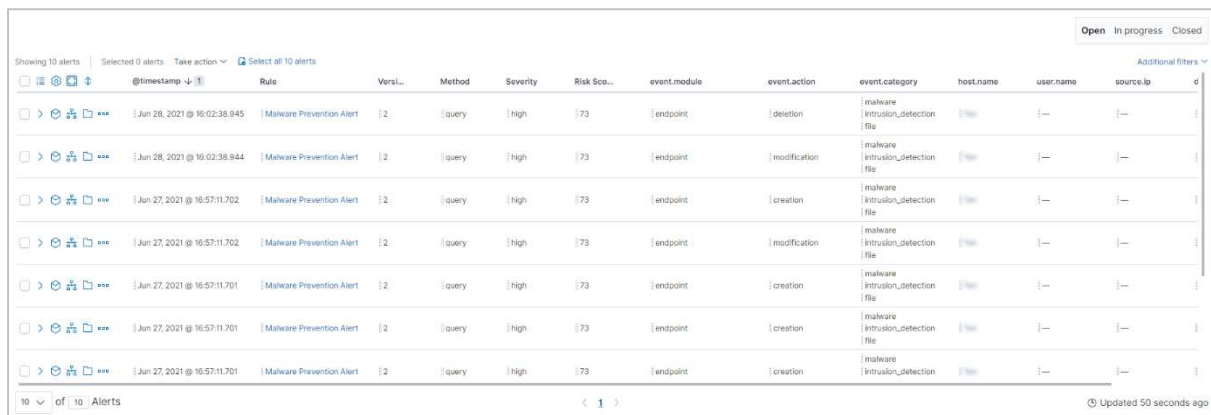 Open In progress Closed
Showing 10 alerts Selected 0 alerts Take action Select all 10 alerts Additional filters
@timestamp 1 Rule Versi... Method Severity Risk Sco... event.module event.action event.category host.name user.name source.ip d
malware
Jun 28, 2021 @ 16:02:38.945 Malware Prevention Alert 2 query high 73 endpoint deletion intrusion_detection — —
file
malware
Jun 28, 2021 @ 16:02:38.944 Malware Prevention Alert 2 query high 73 endpoint modification intrusion_detection — —
file
malware
Jun 27, 2021 @ 16:57:11.702 Malware Prevention Alert 2 query high 73 endpoint creation intrusion_detection — —
file
malware
Jun 27, 2021 @ 16:57:11.702 Malware Prevention Alert 2 query high 73 endpoint modification intrusion_detection — —
file
malware
Jun 27, 2021 @ 16:57:11.701 Malware Prevention Alert 2 query high 73 endpoint creation intrusion_detection — —
file
malware
Jun 27, 2021 @ 16:57:11.701 Malware Prevention Alert 2 query high 73 endpoint creation intrusion_detection — —
file
malware
Jun 27, 2021 @ 16:57:11.701 Malware Prevention Alert 2 query high 73 endpoint creation intrusion_detection — —
file
10 of 10 Alerts 1 Updated 50 seconds ago